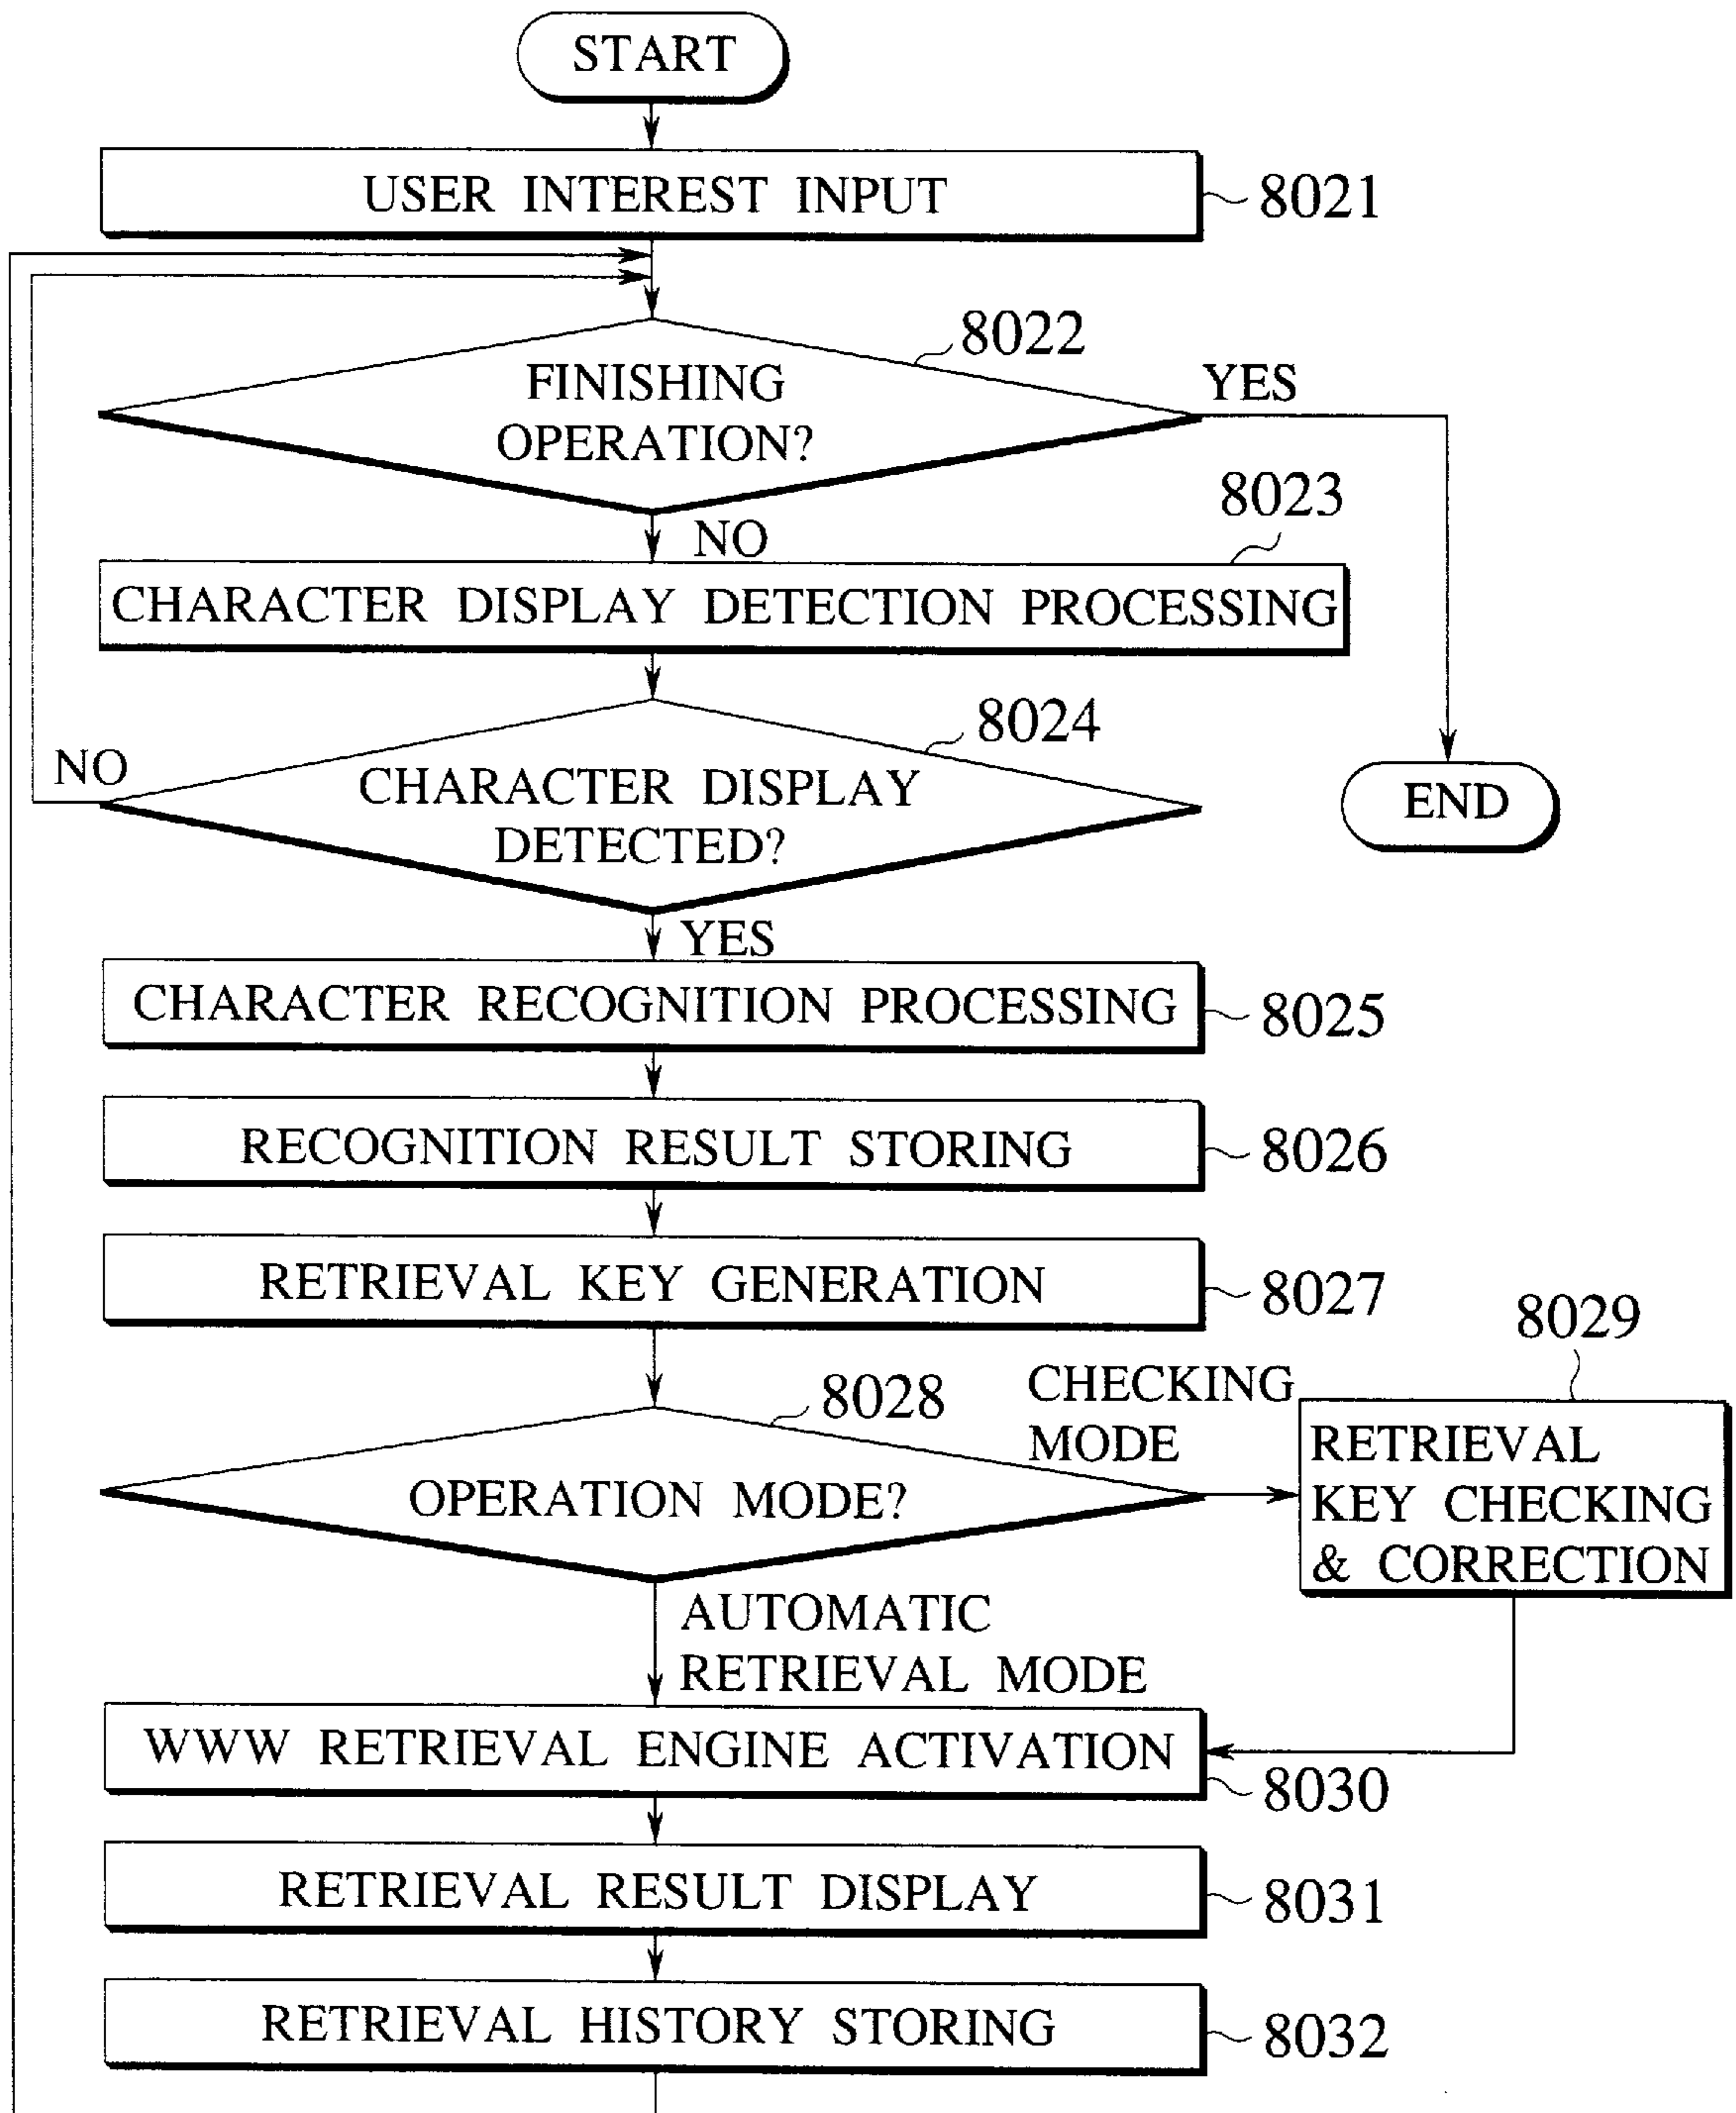 START
USER INTEREST INPUT
8021
8022
FINISHING
OPERATION?
YES
8023
NO
CHARACTER DISPLAY DETECTION PROCESSING
8024
NO
CHARACTER DISPLAY
DETECTED?
END
YES
CHARACTER RECOGNITION PROCESSING
8025
RECOGNITION RESULT STORING
8026
RETRIEVAL KEY GENERATION
8027
8029
8028
CHECKING
MODE
OPERATION MODE?
RETRIEVAL
KEY CHECKING
& CORRECTION
AUTOMATIC
RETRIEVAL MODE
WWW RETRIEVAL ENGINE ACTIVATION
8030
RETRIEVAL RESULT DISPLAY
8031
RETRIEVAL HISTORY STORING
8032